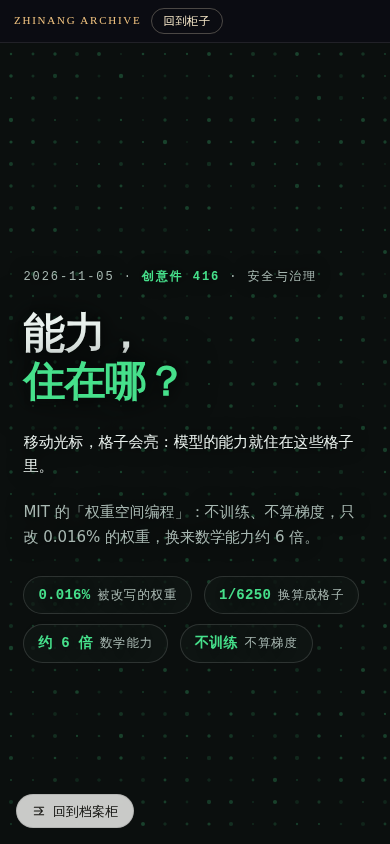 ZHINANG ARCHIVE 回到柜子
2026-11-05 · 创意件 416 · 安全与治理
能力，
住在哪？
移动光标，格子会亮：模型的能力就住在这些格子
里。
MIT 的「权重空间编程」：不训练、不算梯度，只
改 0.016% 的权重，换来数学能力约 6 倍。
0.016% 被改写的权重 1/6250 换算成格子
约 6 倍 数学能力 不训练 不算梯度
回到档案柜